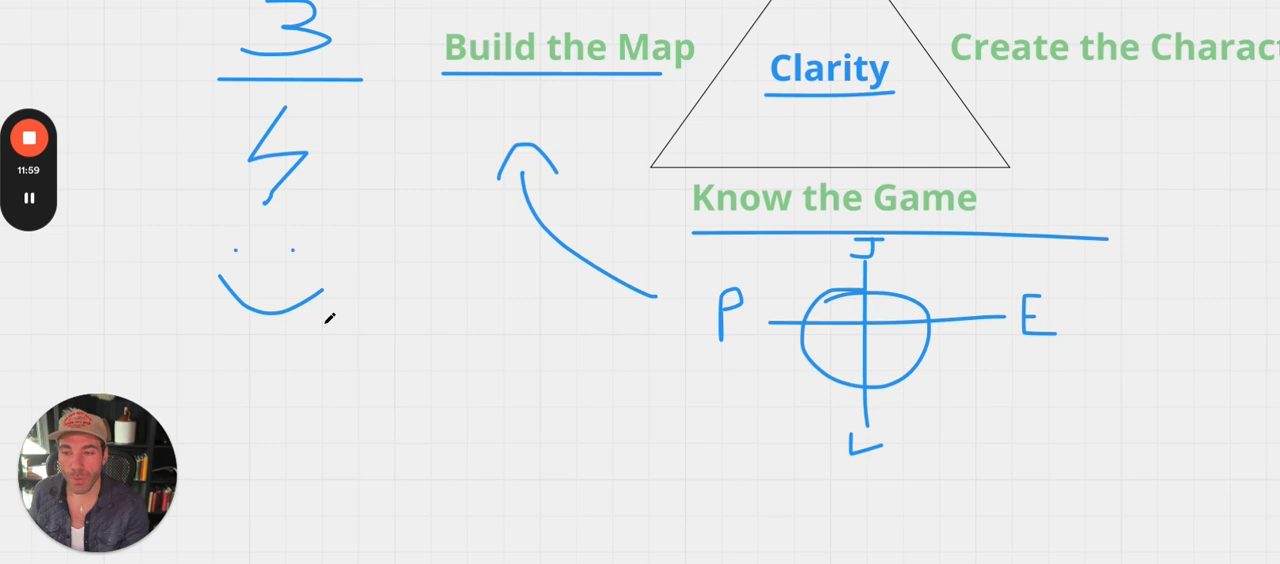 3
Build the Map
Clarity
Create the Charact
11:59
Know the Game
J
P
E
L